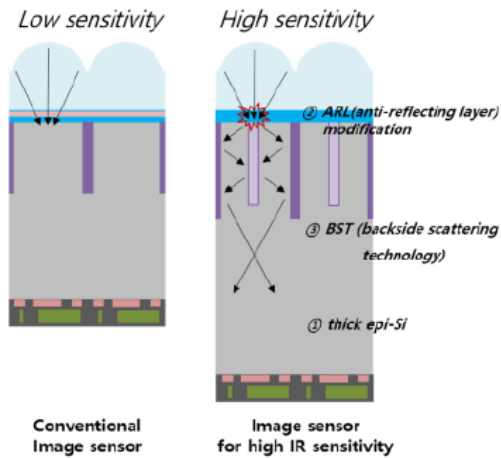 Low sensitivity
High sensitivity
② ARL(anti-reflecting layer)
modification
③ BST (backside scattering
technology)
① thick epi-Si
Conventional
Image sensor
Image sensor
for high IR sensitivity